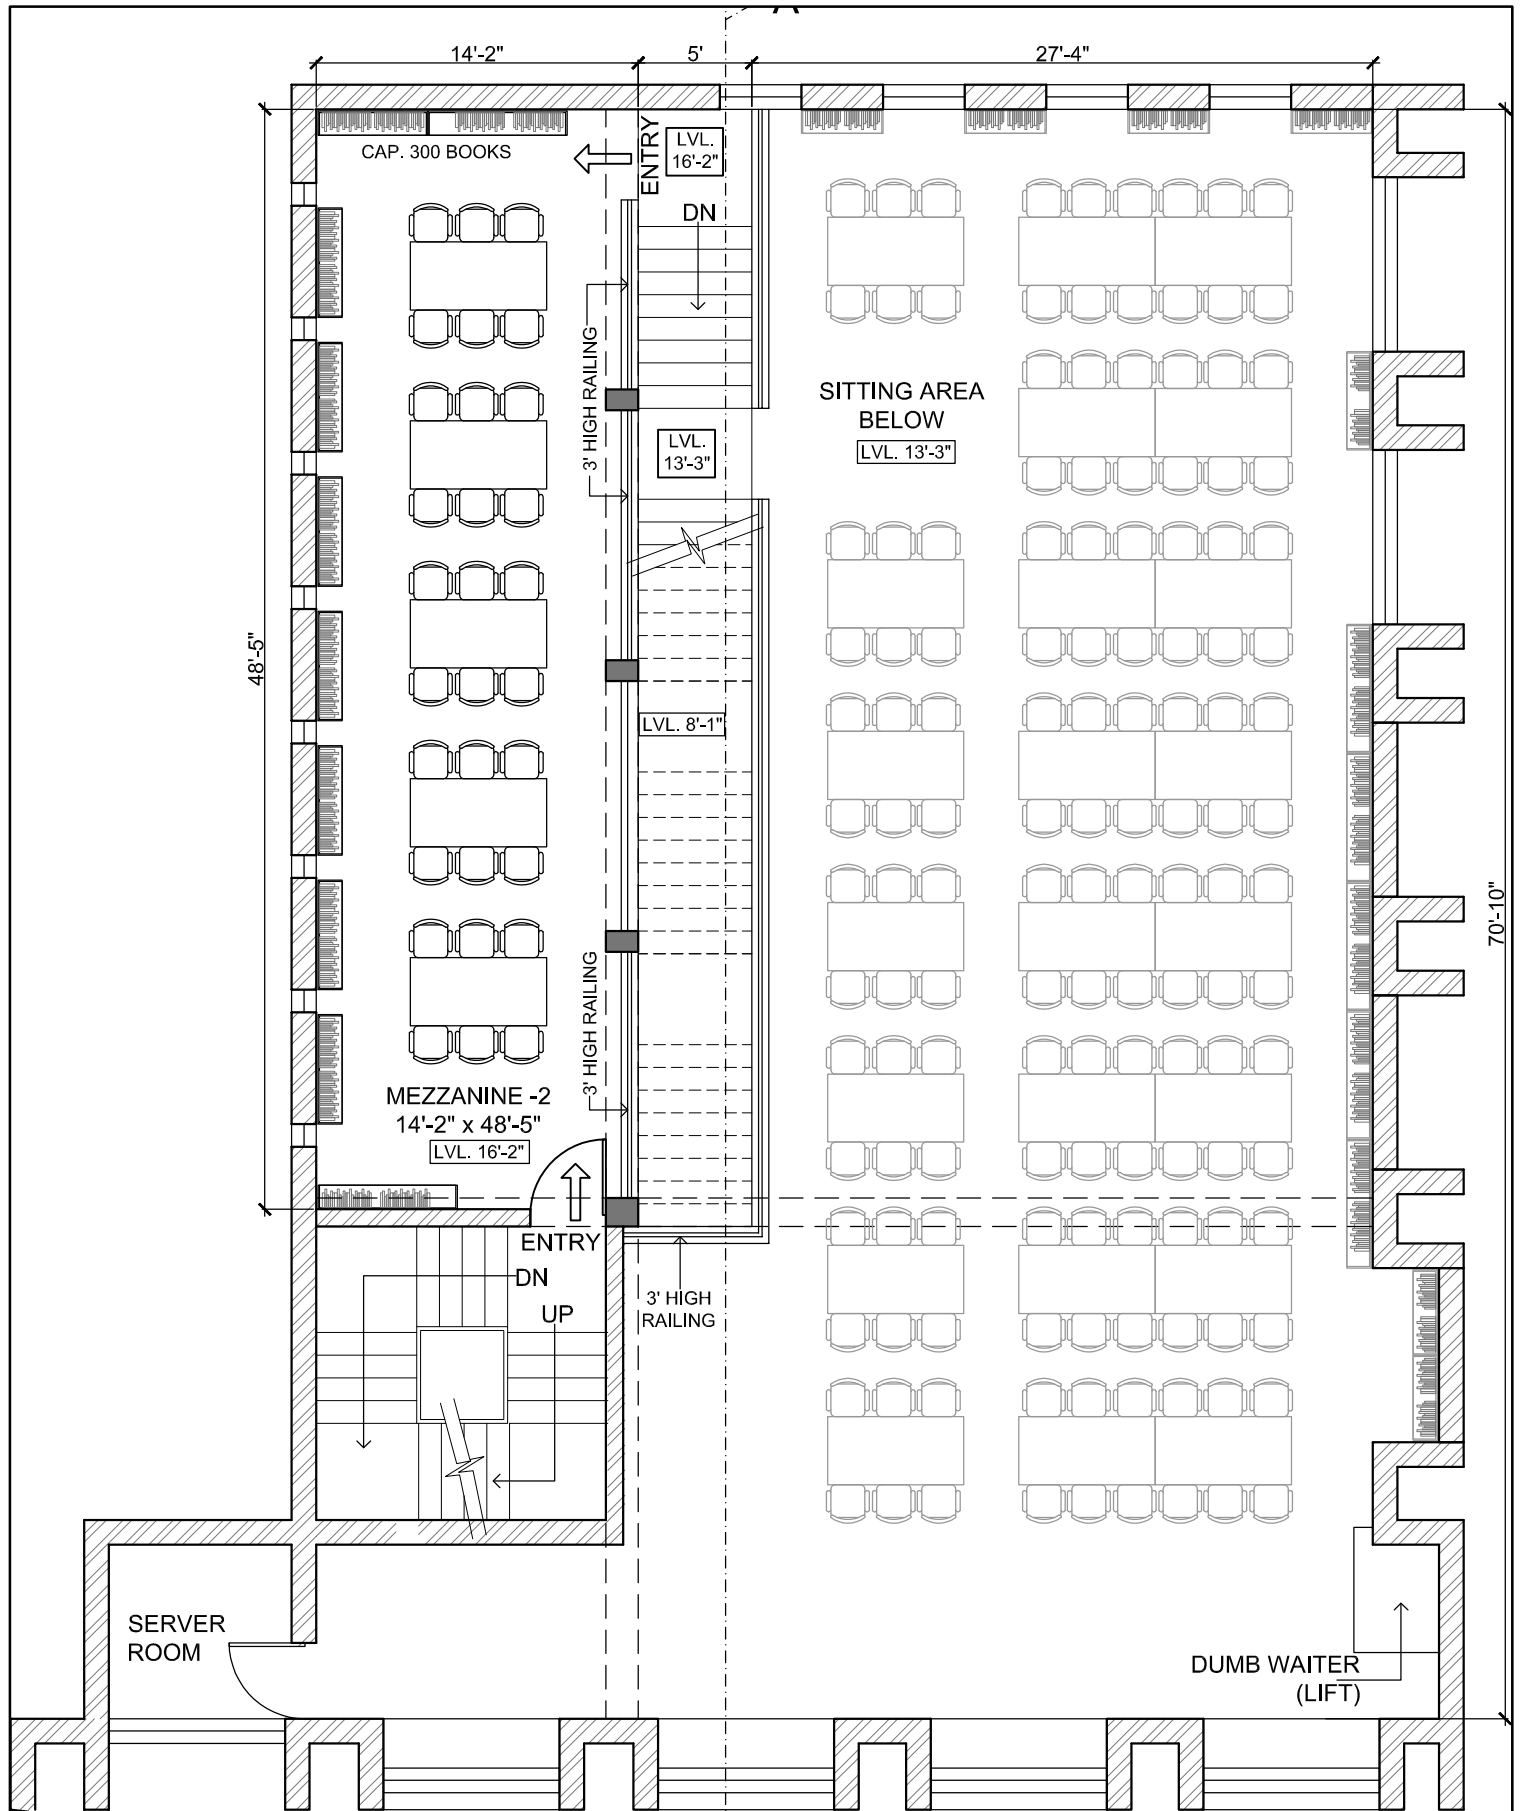 14'-2"
5'
27'-4"
CAP. 300 BOOKS
ENTRY
LVL.
16'-2"
DN
3' HIGH RAILING
SITTING AREA
BELOW
LVL. 13'-3"
LVL.
13'-3"
48'-5"
LVL. 8'-1"
70'-10"
3' HIGH RAILING
MEZZANINE -2
14'-2" x 48'-5"
LVL. 16'-2"
ENTRY
DN
UP
3' HIGH
RAILING
SERVER
ROOM
DUMB WAITER
(LIFT)